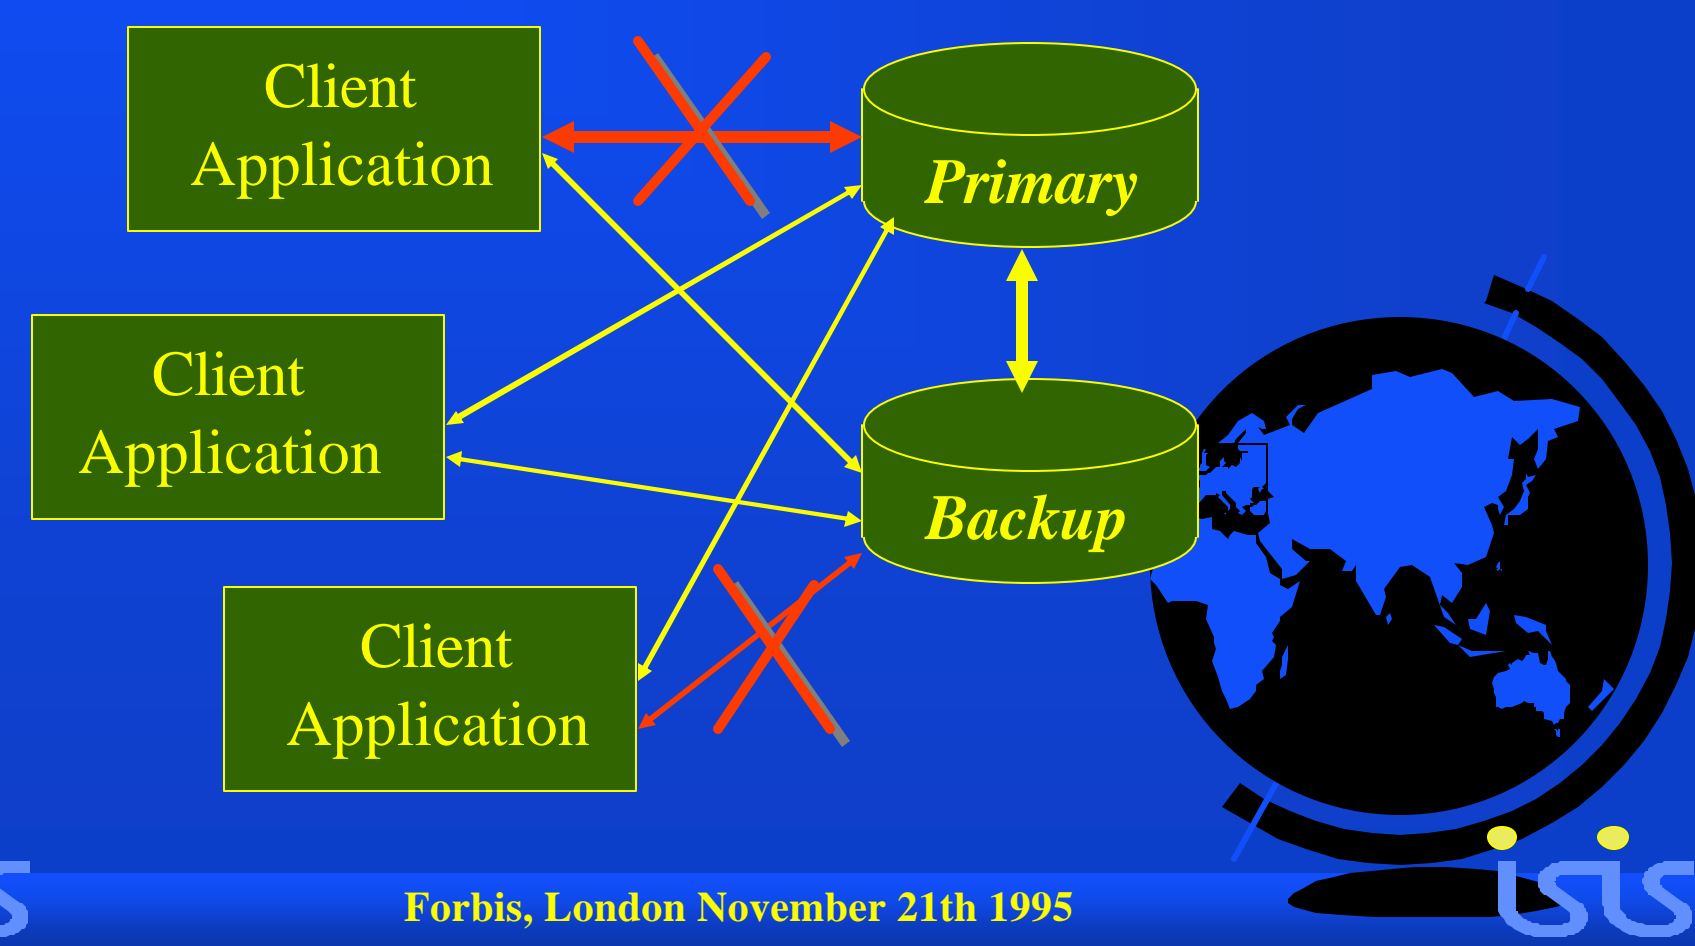 Client
Application
Primary
Client
Application
Backup
Client
Application
Forbis, London November 21th 1995
isis